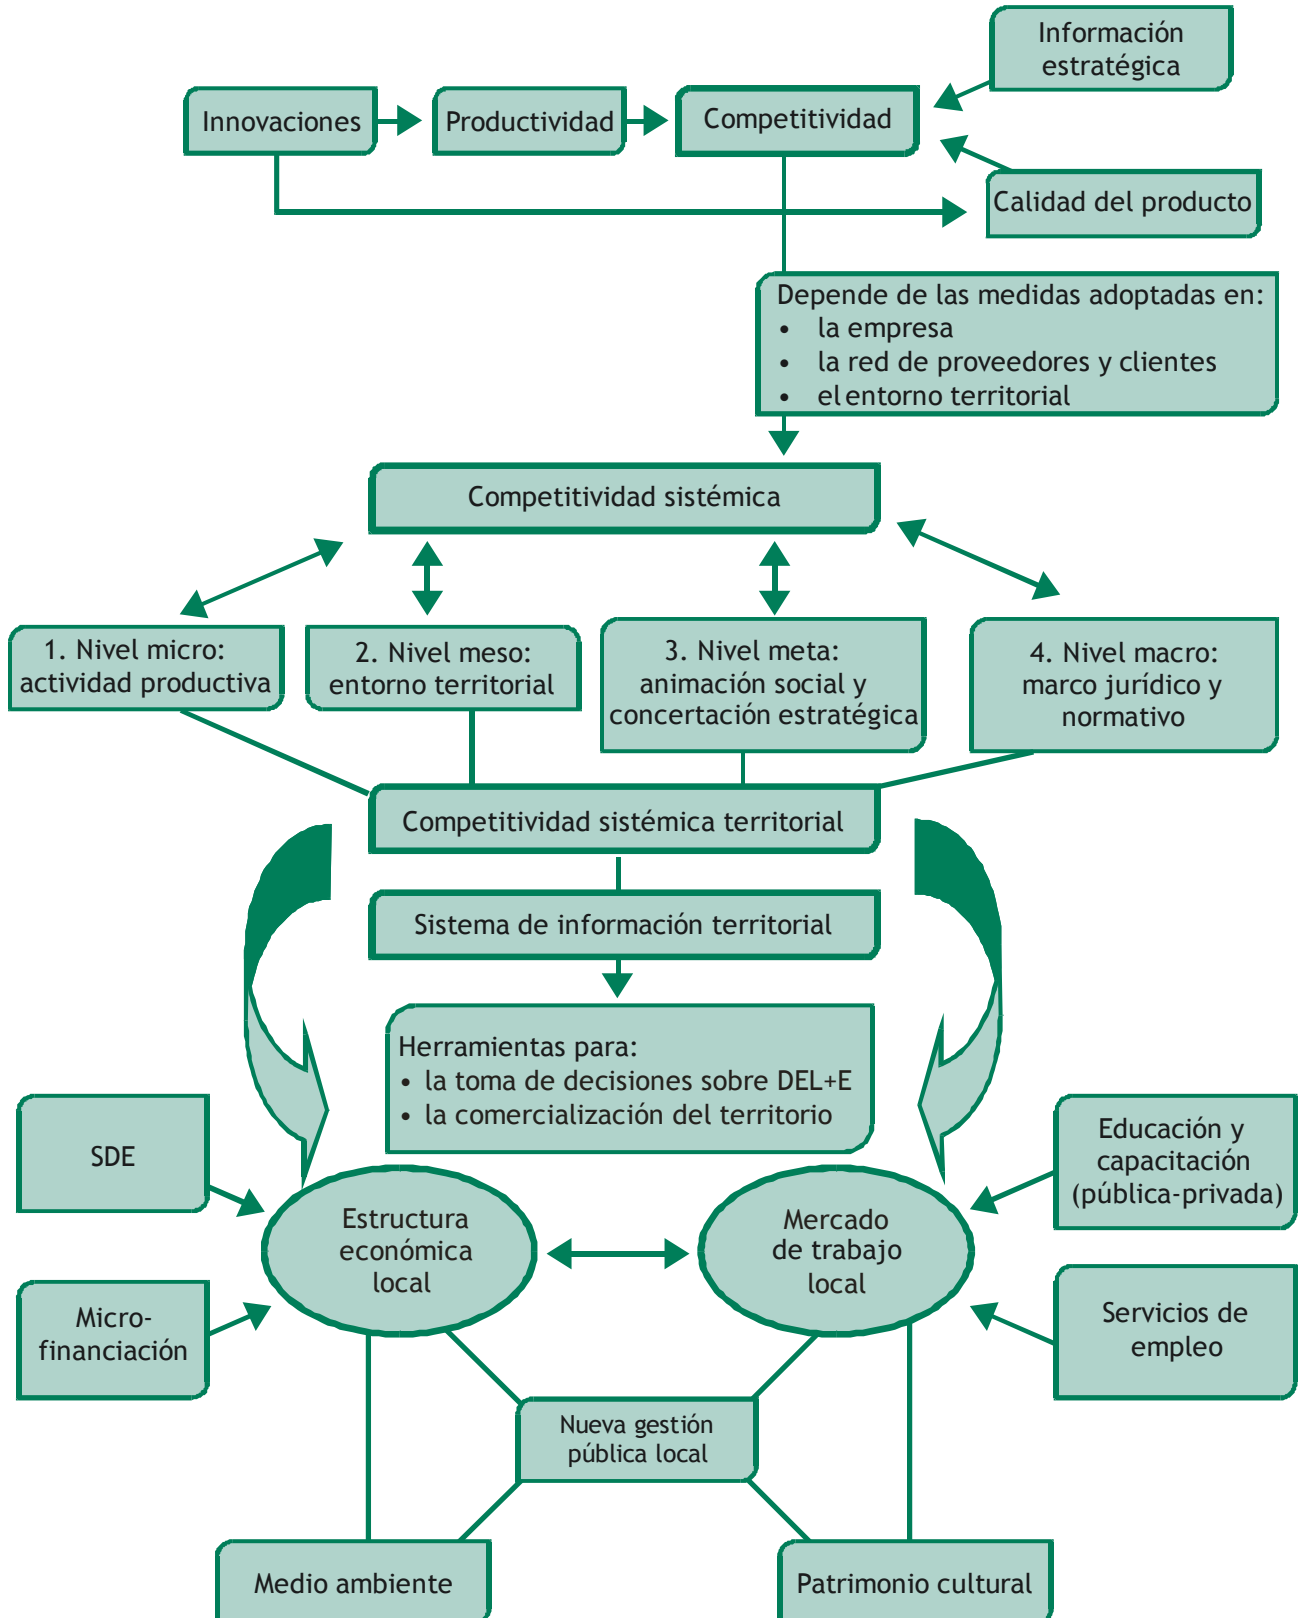 Información
estratégica
Innovaciones
Productividad
Competitividad
Calidad del producto
Depende de las medidas adoptadas en:
• la empresa
• la red de proveedores y clientes
• el entorno territorial
Competitividad sistémica
1. Nivel micro:
actividad productiva
2. Nivel meso:
entorno territorial
3. Nivel meta:
animación social y
concertación estratégica
4. Nivel macro:
marco jurídico y
normativo
Competitividad sistémica territorial
Sistema de información territorial
Herramientas para:
• la toma de decisiones sobre DEL+E
• la comercialización del territorio
SDE
Educación y
capacitación
(pública-privada)
Estructura
económica
local
Mercado
de trabajo
local
Micro-
financiación
Servicios de
empleo
Nueva gestión
pública local
Medio ambiente
Patrimonio cultural